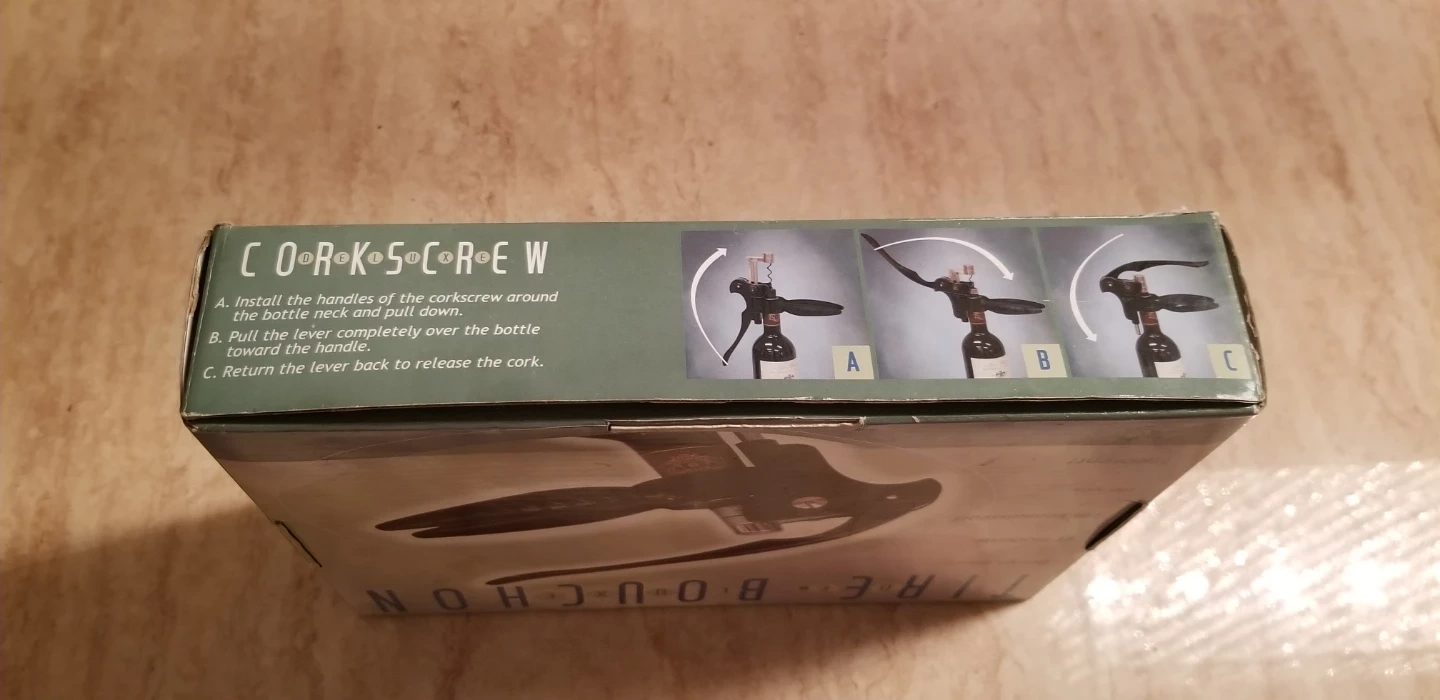 CORKSCREW
DELUXE
A. Install the handles of the corkscrew around
the bottle neck and pull down.
B. Pull the lever completely over the bottle
toward the handle.
C. Return the lever back to release the cork.
A
B
C
TIRE BOUCHON